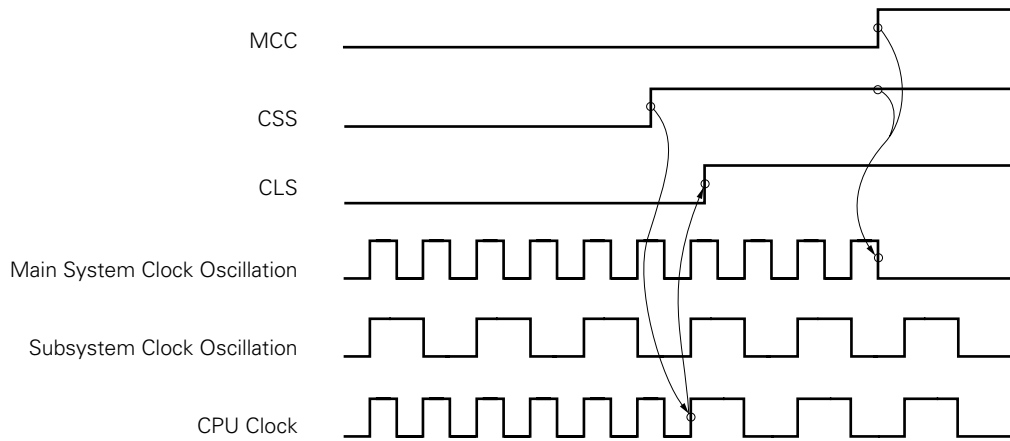 MCC
CSS
CLS
Main System Clock Oscillation
Subsystem Clock Oscillation
CPU Clock